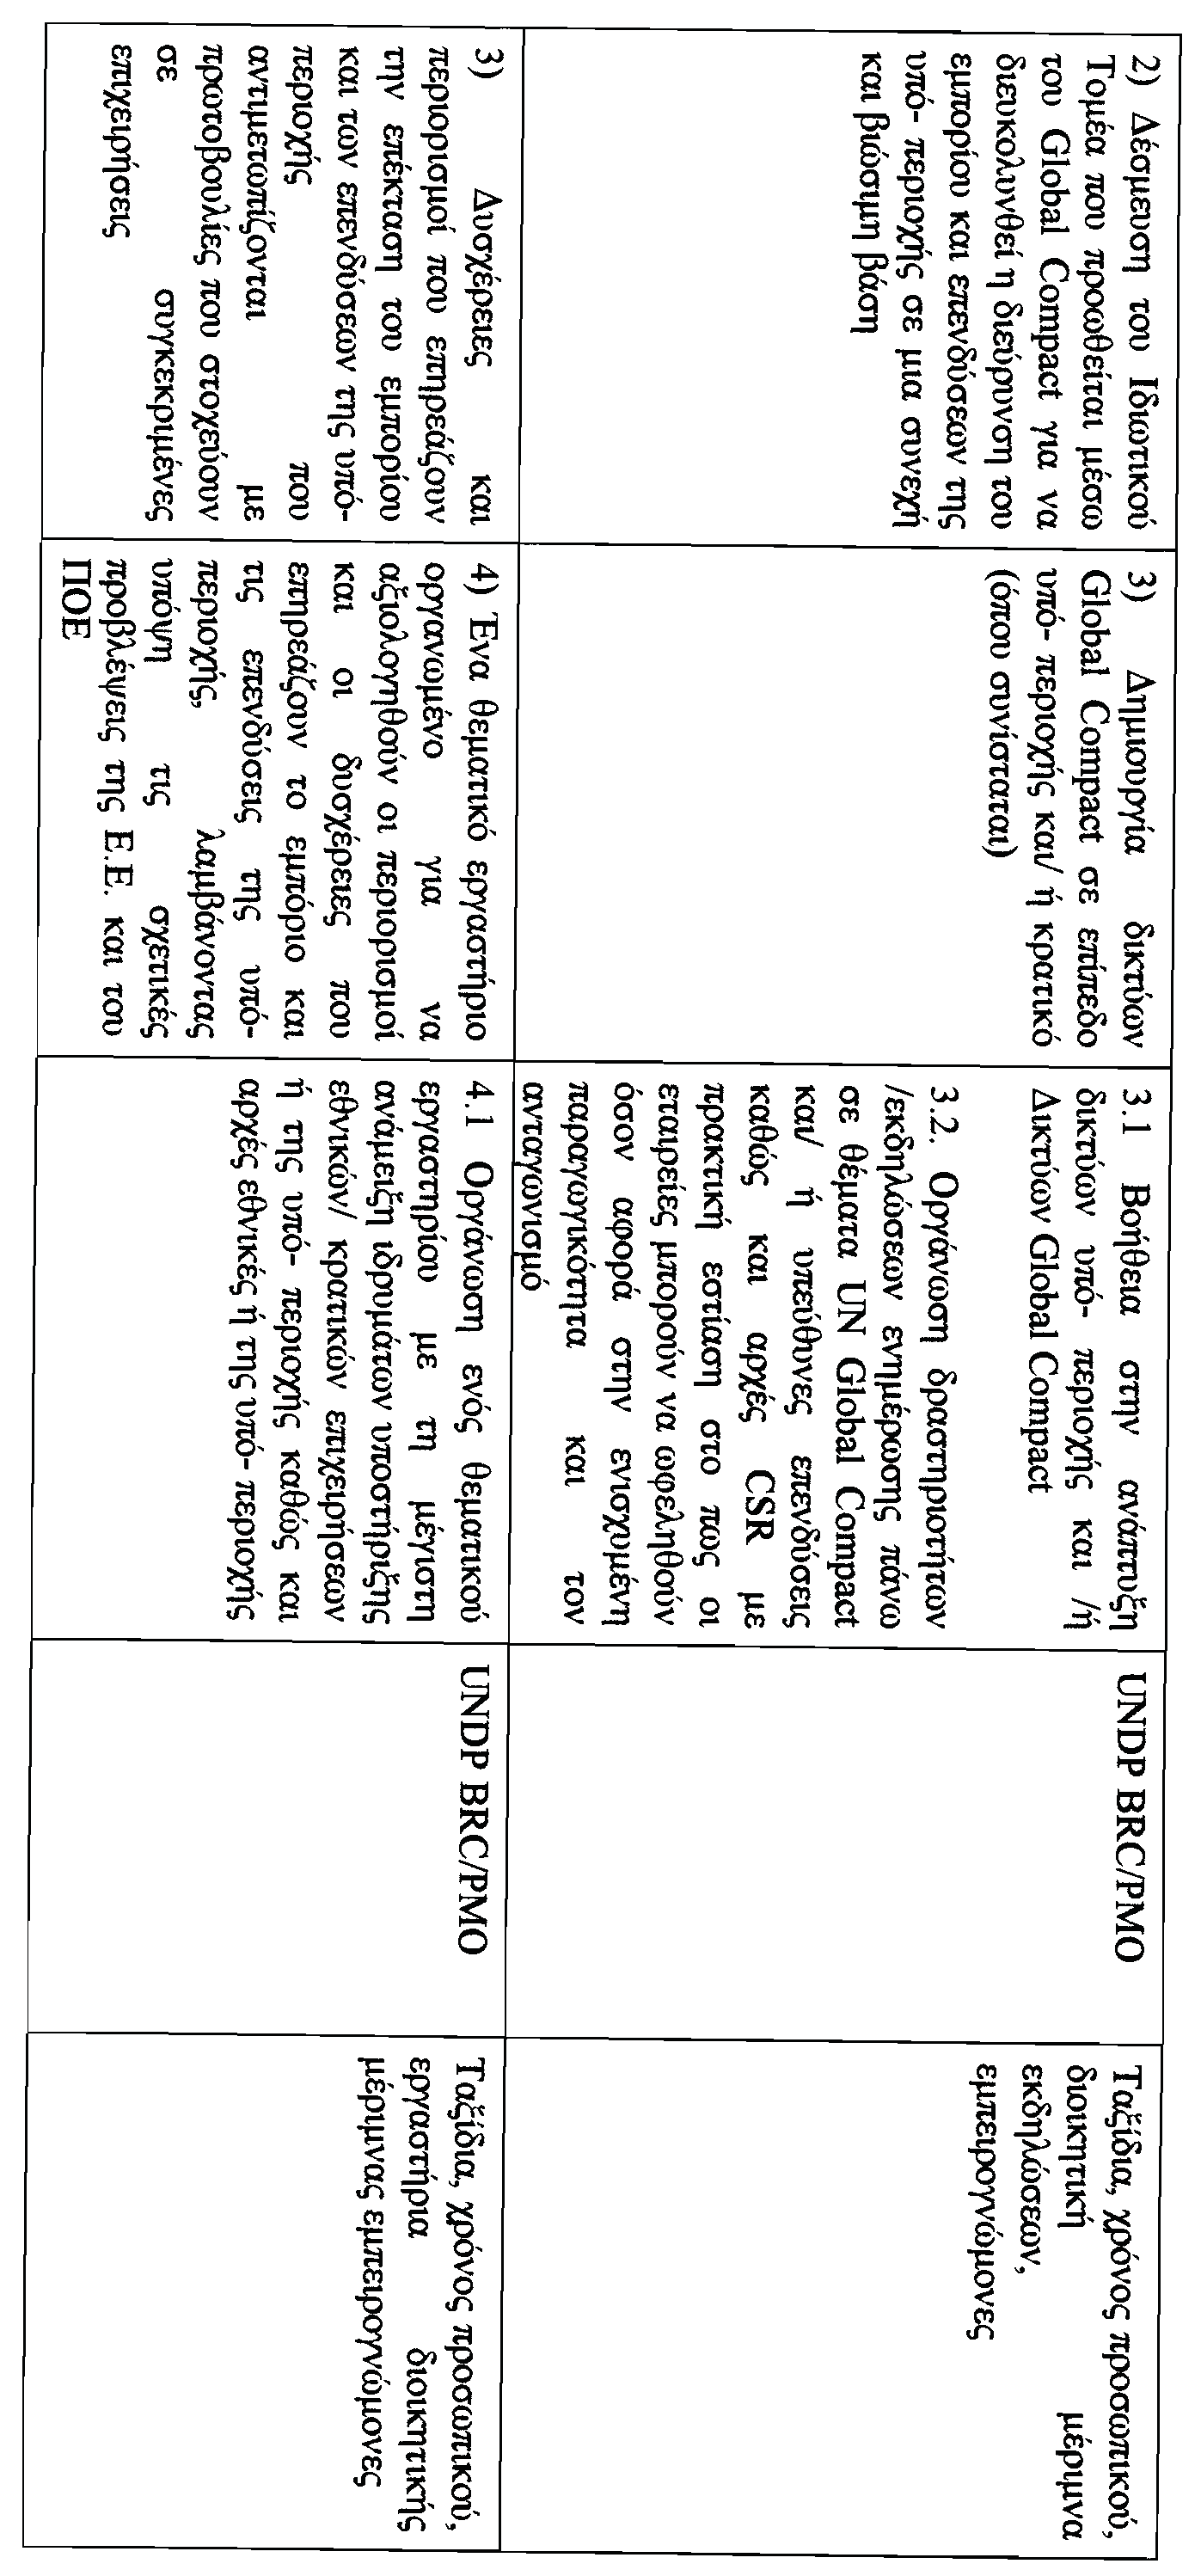 2) Δέσμευση του Ιδιωτικού
Τομέα που προωθείται μέσω
του Global Compact για να
διευκολυνθεί η διεύρυνση του
εμπορίου και επενδύσεων της
υπό- περιοχής σε μια συνεχή
και βιώσιμη βάση
3) Δημιουργία δικτύων
Global Compact σε επίπεδο
υπό- περιοχής και/ ή κρατικό
(όπου συνίσταται)
3.1 Βοήθεια στην ανάπτυξη
δικτύων υπό- περιοχής και /ή
Δικτύων Global Compact
3.2. Οργάνωση δραστηριοτήτων
/εκδηλώσεων ενημέρωσης πάνω
σε θέματα UN Global Compact
και/ ή υπεύθυνες επενδύσεις
καθώς και αρχές CSR με
πρακτική εστίαση στο πως οι
εταιρείες μπορούν να ωφεληθούν
όσον αφορά στην ενισχυμένη
παραγωγικότητα και τον
ανταγωνισμό
UNDP BRC/PMO
Ταξίδια, χρόνος προσωπικού,
διοικητική μέριμνα
εκδηλώσεων,
εμπειρογνώμονες
3) Δυσχέρειες και
περιορισμοί που επηρεάζουν
την επέκταση του εμπορίου
και των επενδύσεων της υπό-
περιοχής που
αντιμετωπίζονται με
πρωτοβουλίες που στοχεύουν
σε συγκεκριμένες
επιχειρήσεις
4) Ένα θεματικό εργαστήριο
οργανωμένο για να
αξιολογηθούν οι περιορισμοί
και οι δυσχέρειες που
επηρεάζουν το εμπόριο και
τις επενδύσεις της υπό-
περιοχής, λαμβάνοντας
υπόψη τις σχετικές
προβλέψεις της Ε.Ε. και του
ΠΟΕ
4.1 Οργάνωση ενός θεματικού
εργαστηρίου με τη μέγιστη
ανάμειξη ιδρυμάτων υποστήριξης
εθνικών/ κρατικών επιχειρήσεων
ή της υπό- περιοχής καθώς και
αρχές εθνικές ή της υπό- περιοχής
UNDP BRC/PMO
Ταξίδια, χρόνος προσωπικού,
εργαστήρια διοικητικής
μέριμνας εμπειρογνώμονες